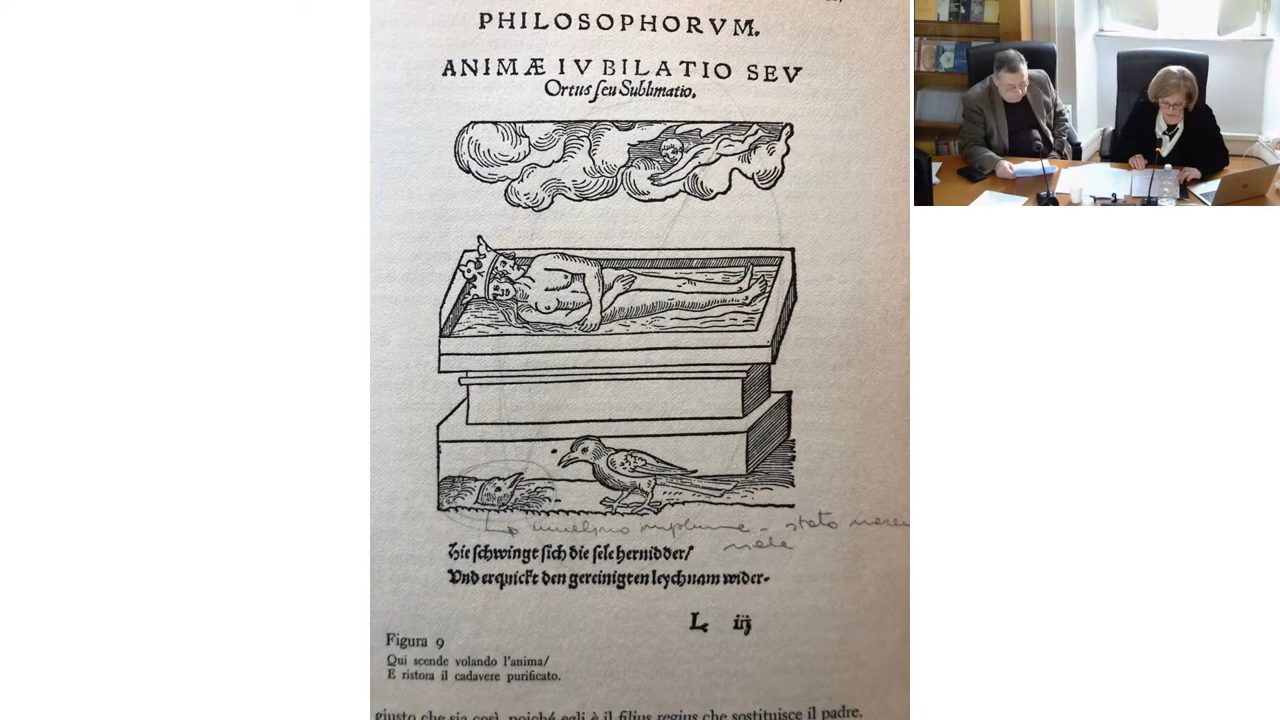 PHILOSOPHORVM.
ANIMÆ IVBILATIO SEV
Ortus seu Sublimatio.
stato
Hie schwingt sich die sele hernidder/
Vnd erquickt den gereinigten leychnam wider.
L iij
Figura 9
Qui scende volando l'anima/
E ristora il cadavere purificato.
giusto che sia così, poiché egli è il filius regius che sostituisce il padre.